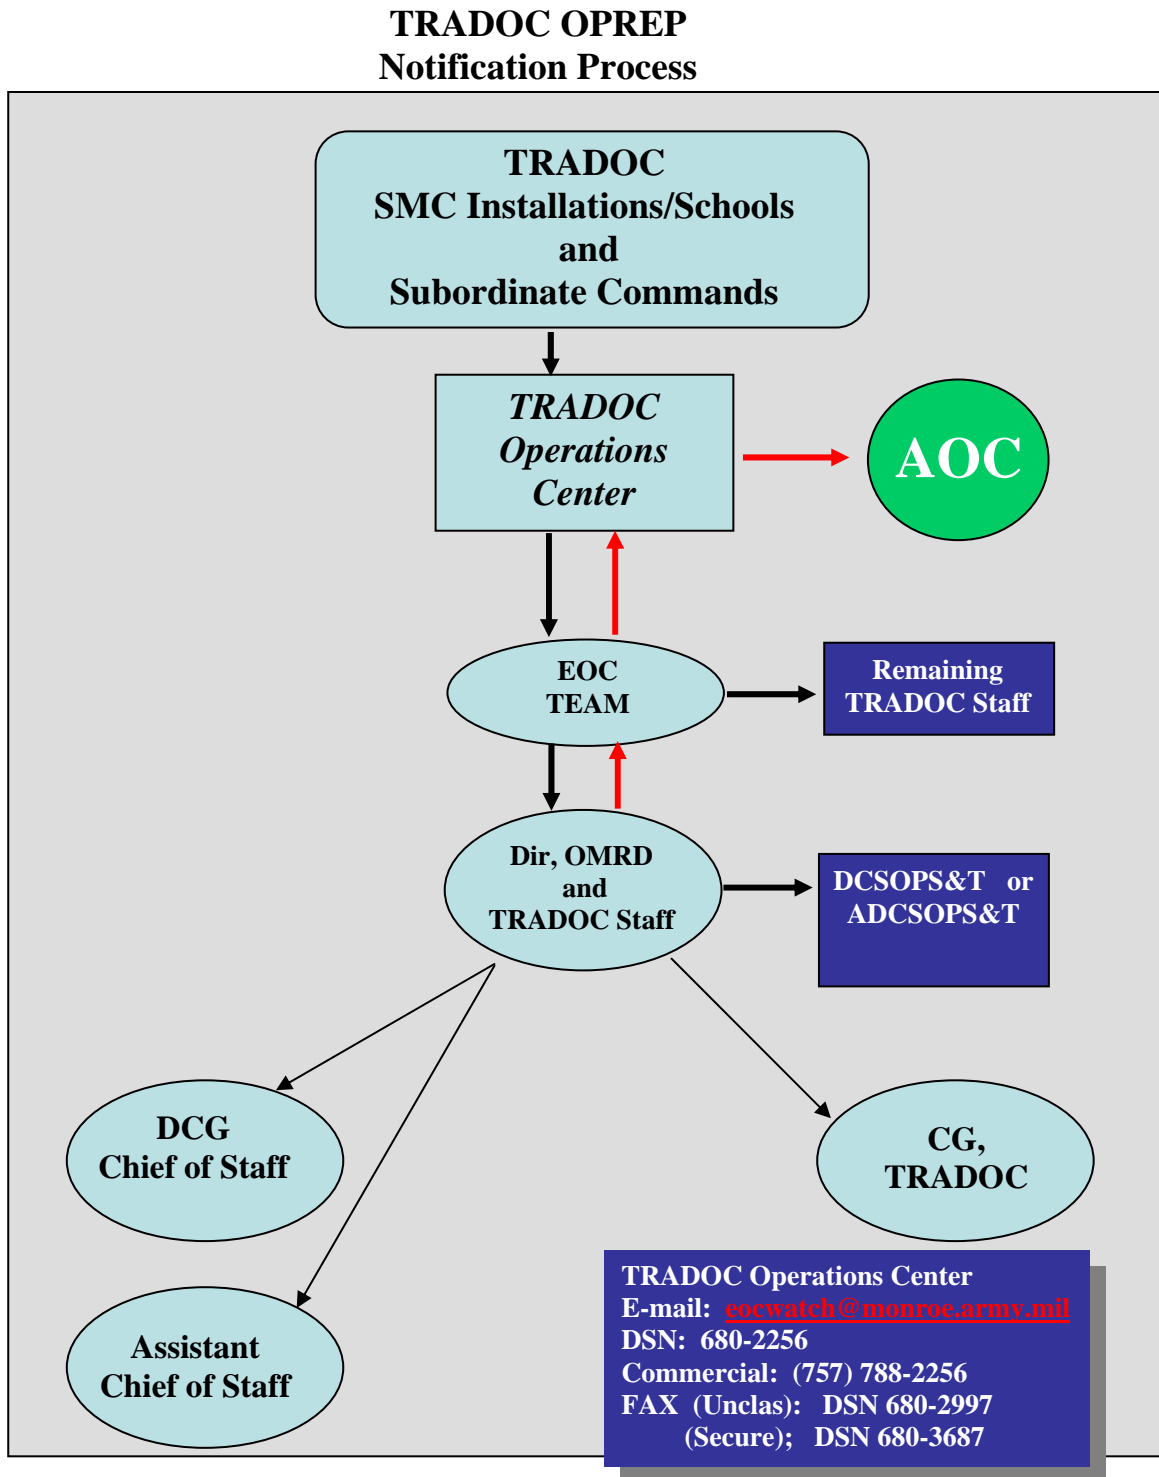 TRADOC OPREP
Notification Process
TRADOC
SMC Installations/Schools
and
Subordinate Commands
TRADOC
Operations
Center
AOC
EOC
TEAM
Remaining
TRADOC Staff
Dir, OMRD
and
TRADOC Staff
DCSOPS&T or
ADCSOPS&T
DCG
Chief of Staff
CG,
TRADOC
Assistant
Chief of Staff
TRADOC Operations Center
E-mail: eocwatch@monroe.army.mil
DSN: 680-2256
Commercial: (757) 788-2256
FAX (Unclas): DSN 680-2997
(Secure); DSN 680-3687